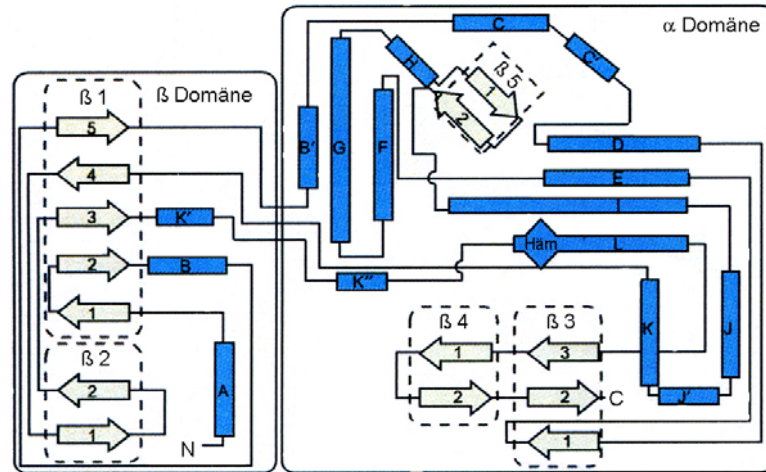 α Domäne
C
C'
H
ß 5
1
2
B'
G
F
D
E
I
Häm
L
K''
K
J
J'
ß 4
1
2
ß 3
3
2
1
C
ß Domäne
ß 1
5
4
3
K'
2
B
1
ß 2
2
1
A
N